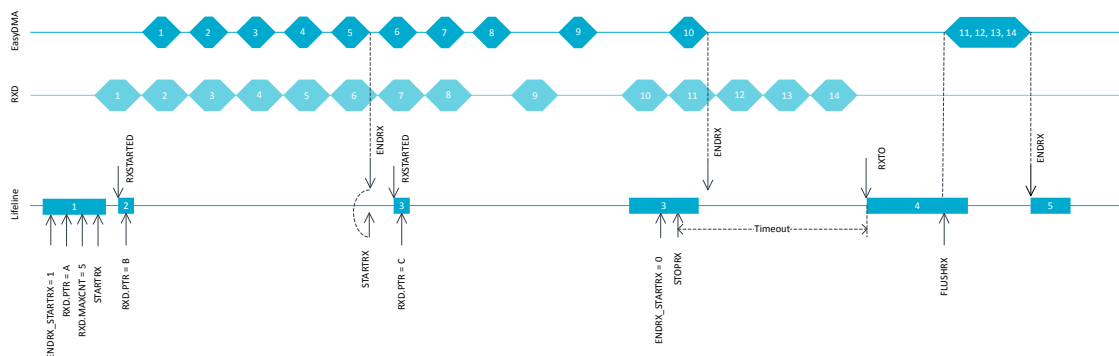 EasyDMA
1
2
3
4
5
6
7
8
9
10
11, 12, 13, 14
RXD
1
2
3
4
5
6
7
8
9
10
11
12
13
14
RXSTARTED
ENDRX
RXSTARTED
ENDRX
RXTO
ENDRX
Lifeline
1
2
3
3
4
5
Timeout
ENDRX_STARTRX = 1
RXD.PTR = A
RXD.MAXCNT = 5
STARTRX
RXD.PTR = B
STARTRX
RXD.PTR = C
ENDRX_STARTRX = 0
STOPRX
FLUSHRX